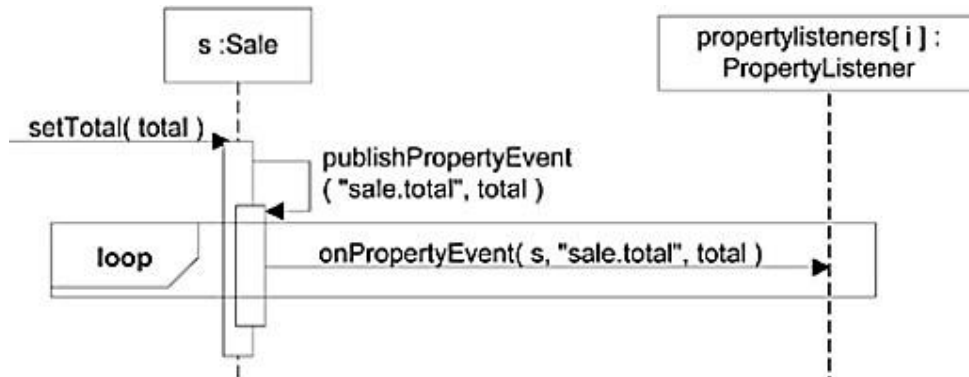 s :Sale
propertylisteners[ i ] :
PropertyListener
setTotal( total )
publishPropertyEvent
( "sale.total", total )
loop
onPropertyEvent( s, "sale.total", total )